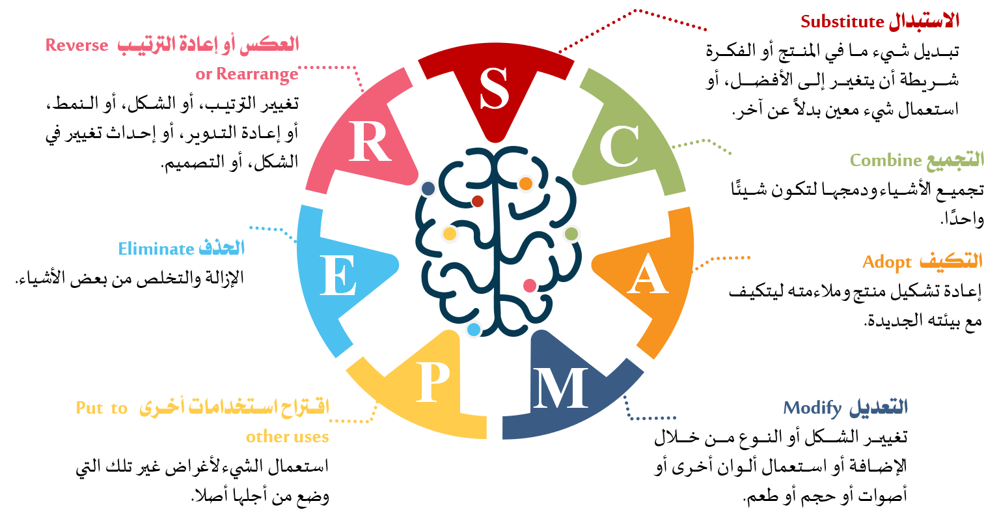 الاستبدال Substitute
تبديل شيء ما في المنتج أو الفكرة
شريطة أن يتغير إلى الأفضل، أو
استعمال شيء معين بدلاً عن آخر.
التجميع Combine
تجميع الأشياء ودمجها لتكون شيئًا
واحدًا.
التكيف Adopt
إعادة تشكيل منتج وملاءمته ليتكيف
مع بيئته الجديدة.
التعديل Modify
تغيير الشكل أو النوع من خلال
الإضافة أو استعمال ألوان أخرى أو
أصوات أو حجم أو طعم.
اقتراح استخدامات أخرى Put to
other uses
استعمال الشيء لأغراض غير تلك التي
وضع من أجلها أصلا.
الحذف Eliminate
الإزالة والتخلص من بعض الأشياء.
العكس أو إعادة الترتيب Reverse
or Rearrange
تغيير الترتيب، أو الشكل، أو النمط،
أو إعادة التدوير، أو إحداث تغيير في
الشكل، أو التصميم.
S
C
A
M
P
E
R